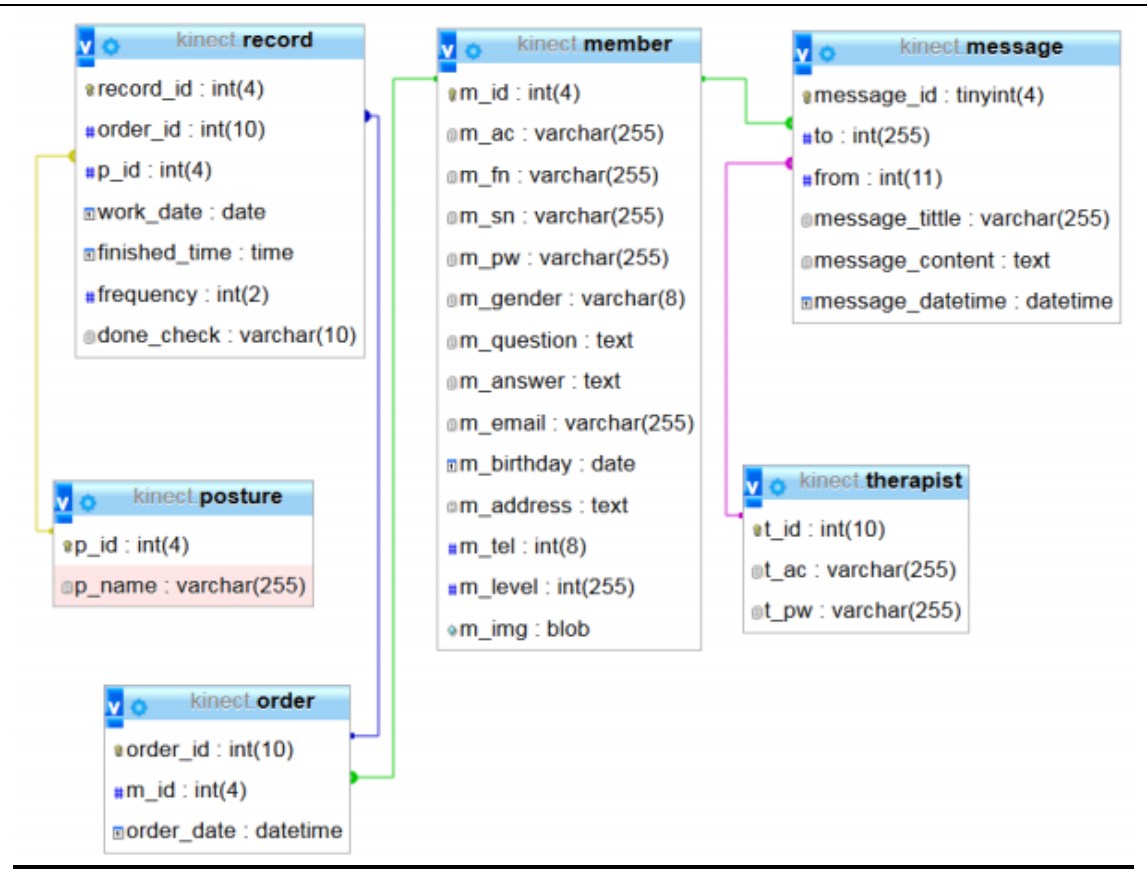 kinect.record
record_id : int(4)
order_id : int(10)
p_id : int(4)
work_date : date
finished_time : time
frequency : int(2)
done_check : varchar(10)
kinect.member
m_id : int(4)
m_ac : varchar(255)
m_fn : varchar(255)
m_sn : varchar(255)
m_pw : varchar(255)
m_gender : varchar(8)
m_question : text
m_answer : text
m_email : varchar(255)
m_birthday : date
m_address : text
m_tel : int(8)
m_level : int(255)
m_img : blob
kinect.message
message_id : tinyint(4)
to : int(255)
from : int(11)
message_tittle : varchar(255)
message_content : text
message_datetime : datetime
kinect.posture
p_id : int(4)
p_name : varchar(255)
kinect.therapist
t_id : int(10)
t_ac : varchar(255)
t_pw : varchar(255)
kinect.order
order_id : int(10)
m_id : int(4)
order_date : datetime